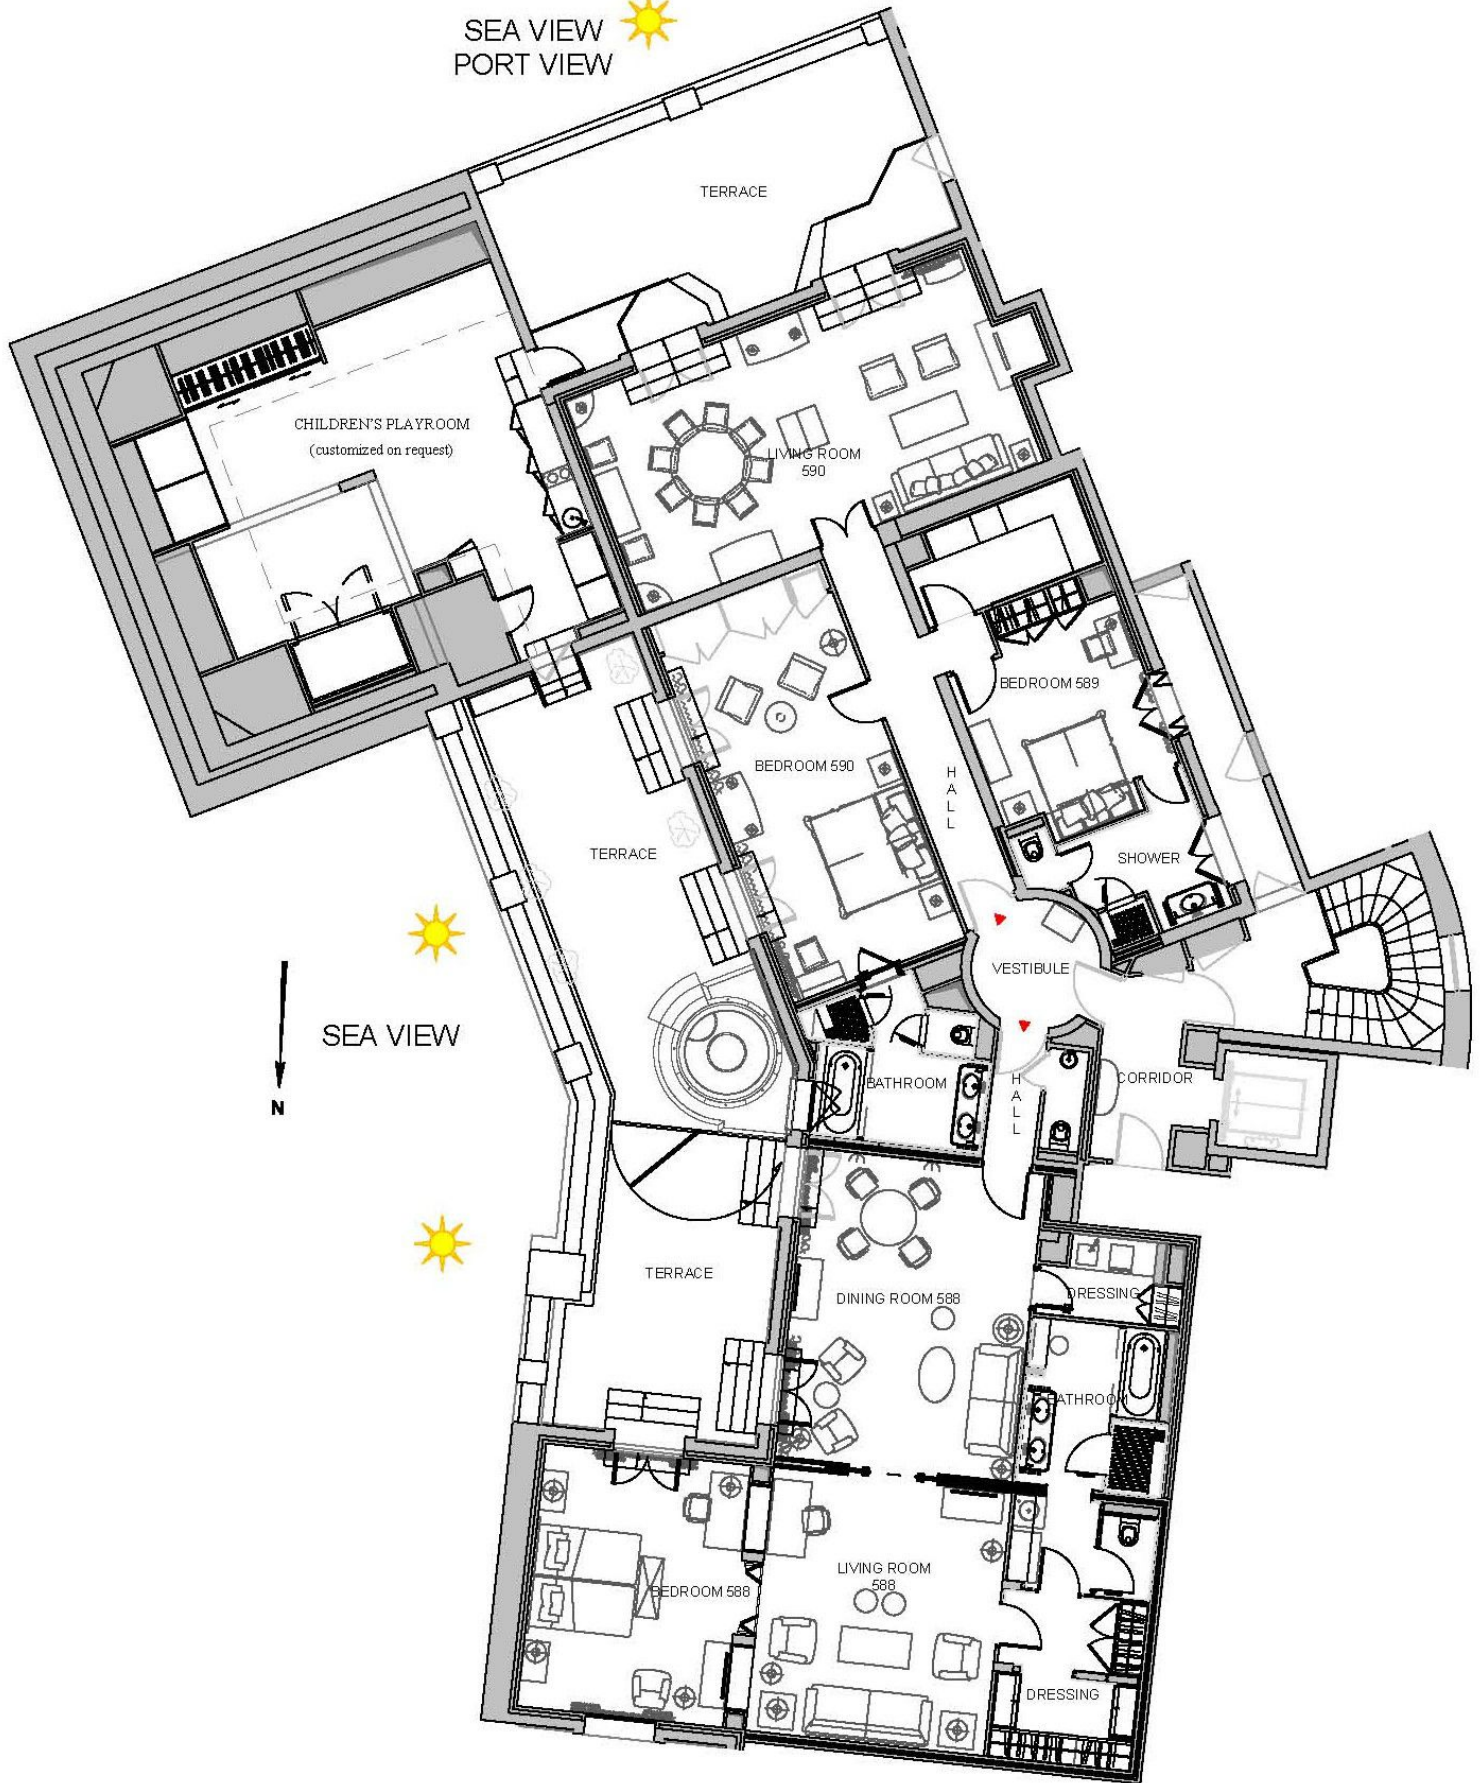 SEA VIEW
PORT VIEW
TERRACE
CHILDREN'S PLAYROOM
(customized on request)
LIVING ROOM
590
BEDROOM 589
BEDROOM 590
HALL
TERRACE
SHOWER
VESTIBULE
SEA VIEW
N
BATHROOM
HALL
CORRIDOR
TERRACE
DINING ROOM 588
DRESSING
BATHROOM
LIVING ROOM
588
BEDROOM 588
DRESSING